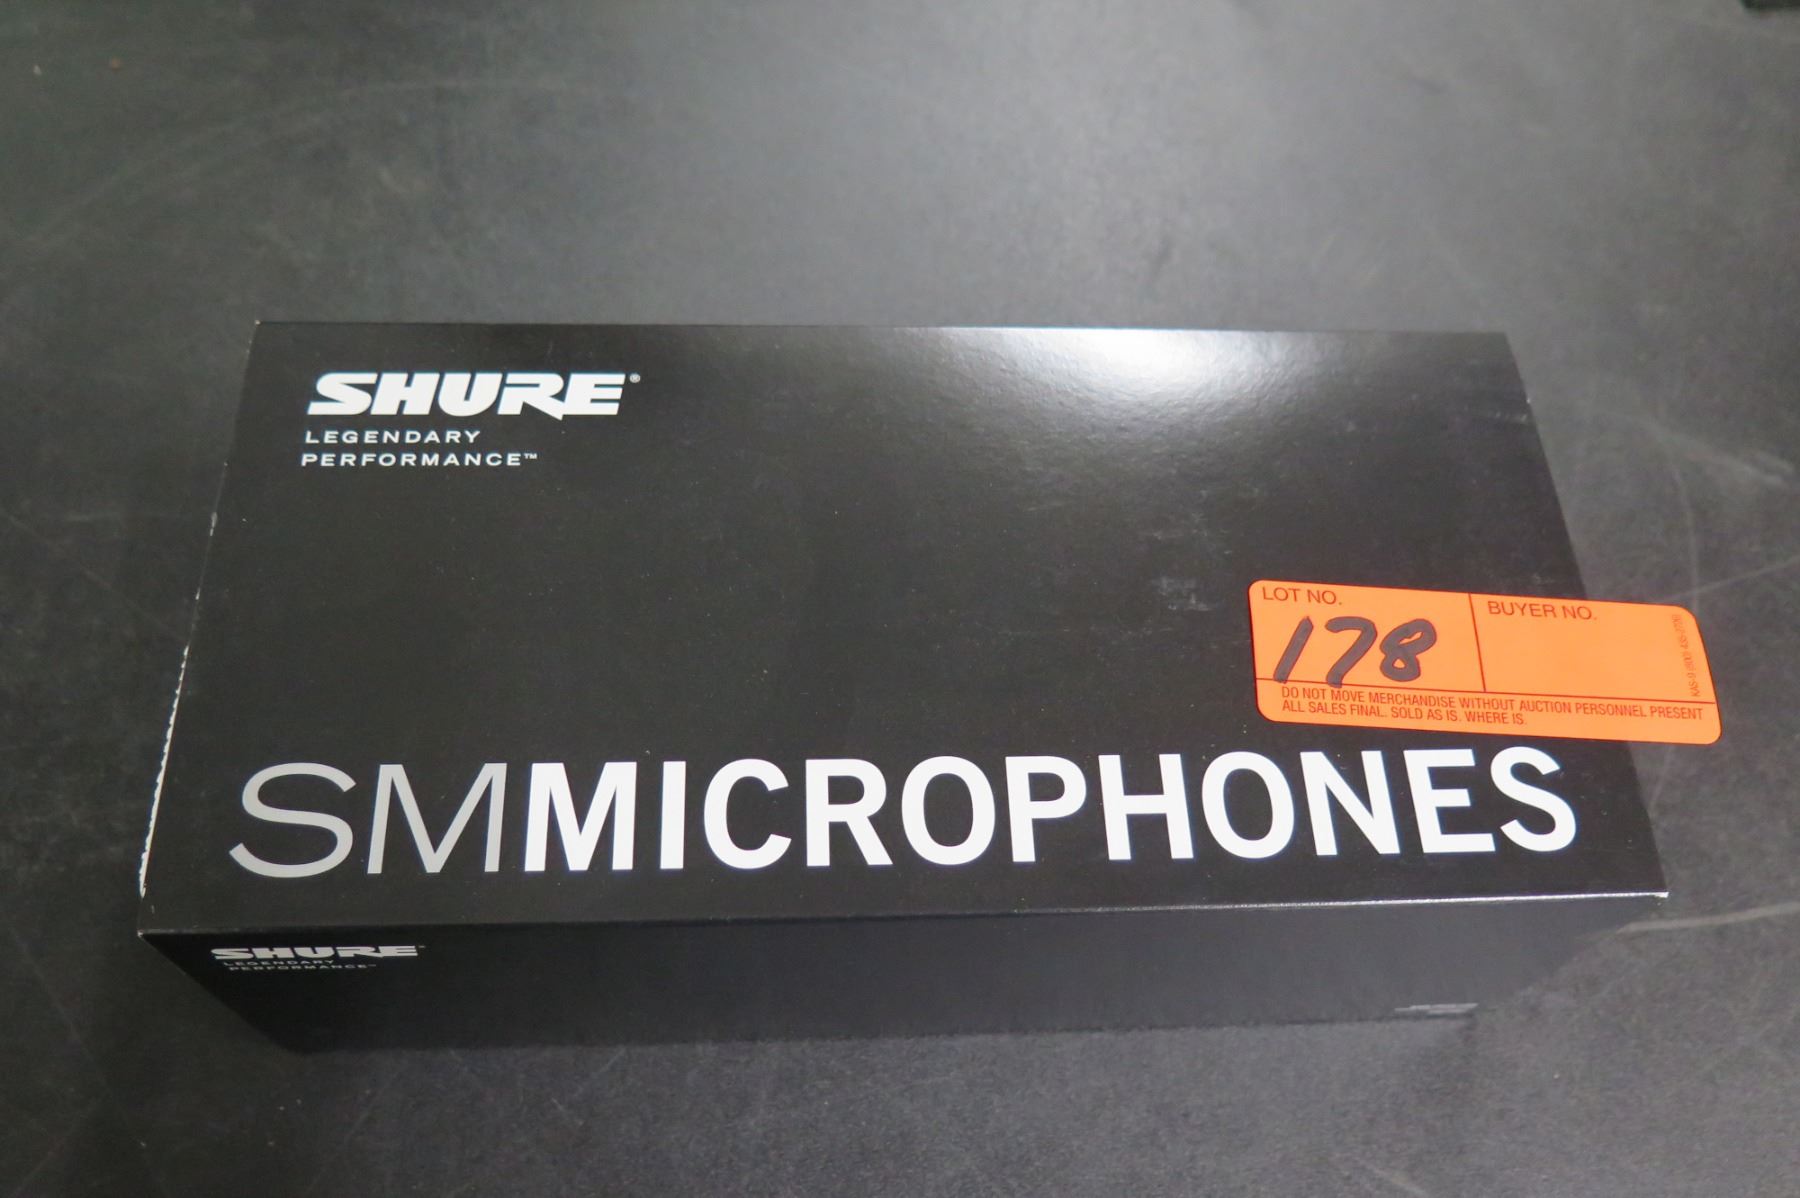 SHURE®
LEGENDARY
PERFORMANCE™
LOT NO.
178
BUYER NO.
DO NOT MOVE MERCHANDISE WITHOUT AUCTION PERSONNEL PRESENT
ALL SALES FINAL. SOLD AS IS. WHERE IS.
SMMICROPHONES
SHURE
LEGENDARY
PERFORMANCE™